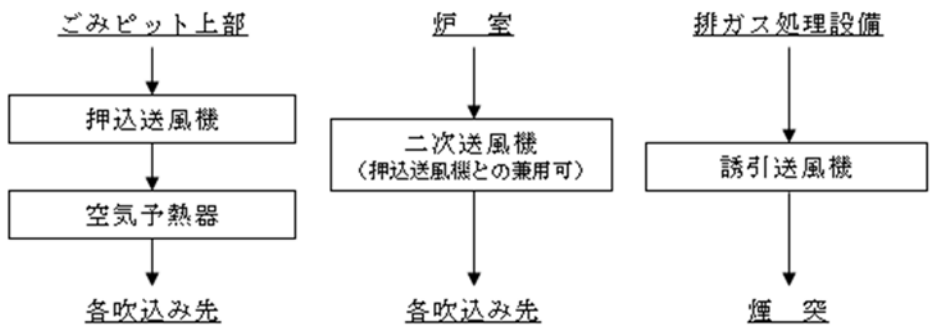 ごみピット上部
押込送風機
空気予熱器
各吹込み先
炉　室
二次送風機
（押込送風機との兼用可）
各吹込み先
排ガス処理設備
誘引送風機
煙　突